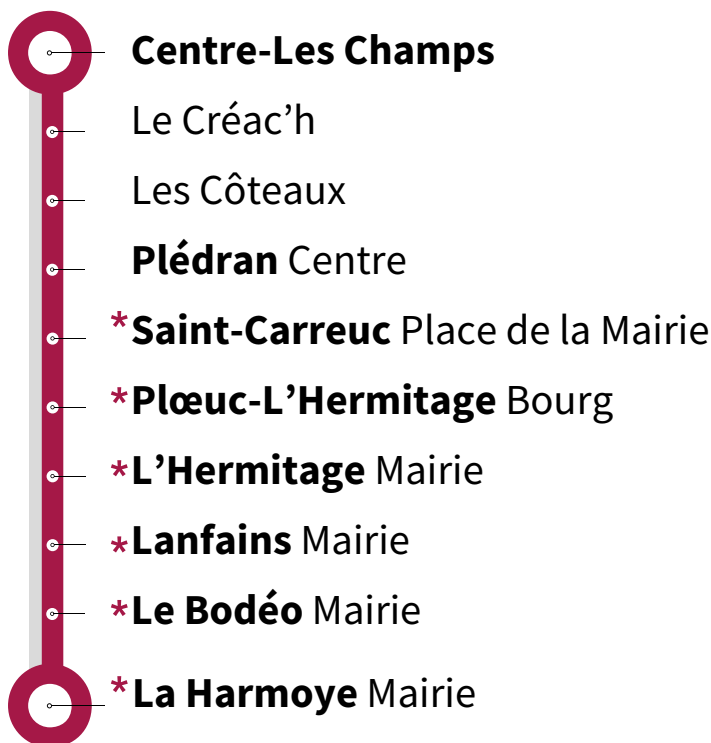 Centre-Les Champs
Le Créac’h
Les Côteaux
Plédran Centre
*Saint-Carreuc Place de la Mairie
*Plœuc-L’Hermitage Bourg
*L’Hermitage Mairie
*Lanfains Mairie
*Le Bodéo Mairie
*La Harmoye Mairie